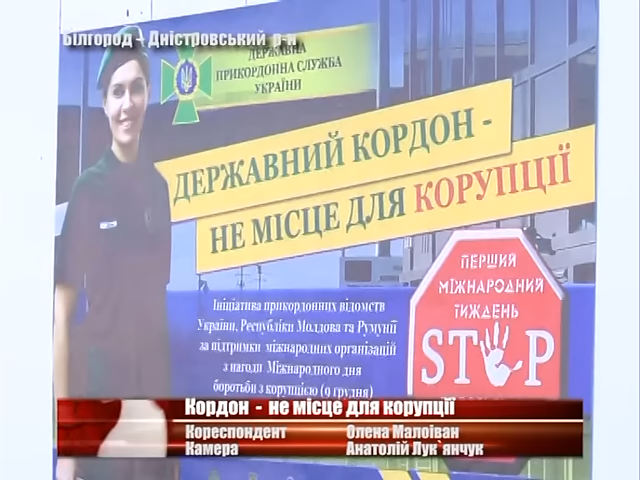 Білгород - Дністровський р-н
ДЕРЖАВНА
ПРИКОРДОННА СЛУЖБА
УКРАЇНИ
ДЕРЖАВНИЙ КОРДОН -
НЕ МІСЦЕ ДЛЯ КОРУПЦІЇ
Ініціатива прикордонних відомств
України, Республіки Молдова та Румунії
за підтримки міжнародних організацій
з нагоди Міжнародного дня
боротьби з корупцією (9 грудня)
ПЕРШИЙ
МІЖНАРОДНИЙ
ТИЖДЕНЬ
STOP
Кордон - не місце для корупції
Кореспондент Олена Малоіван
Камера Анатолій Лук`янчук